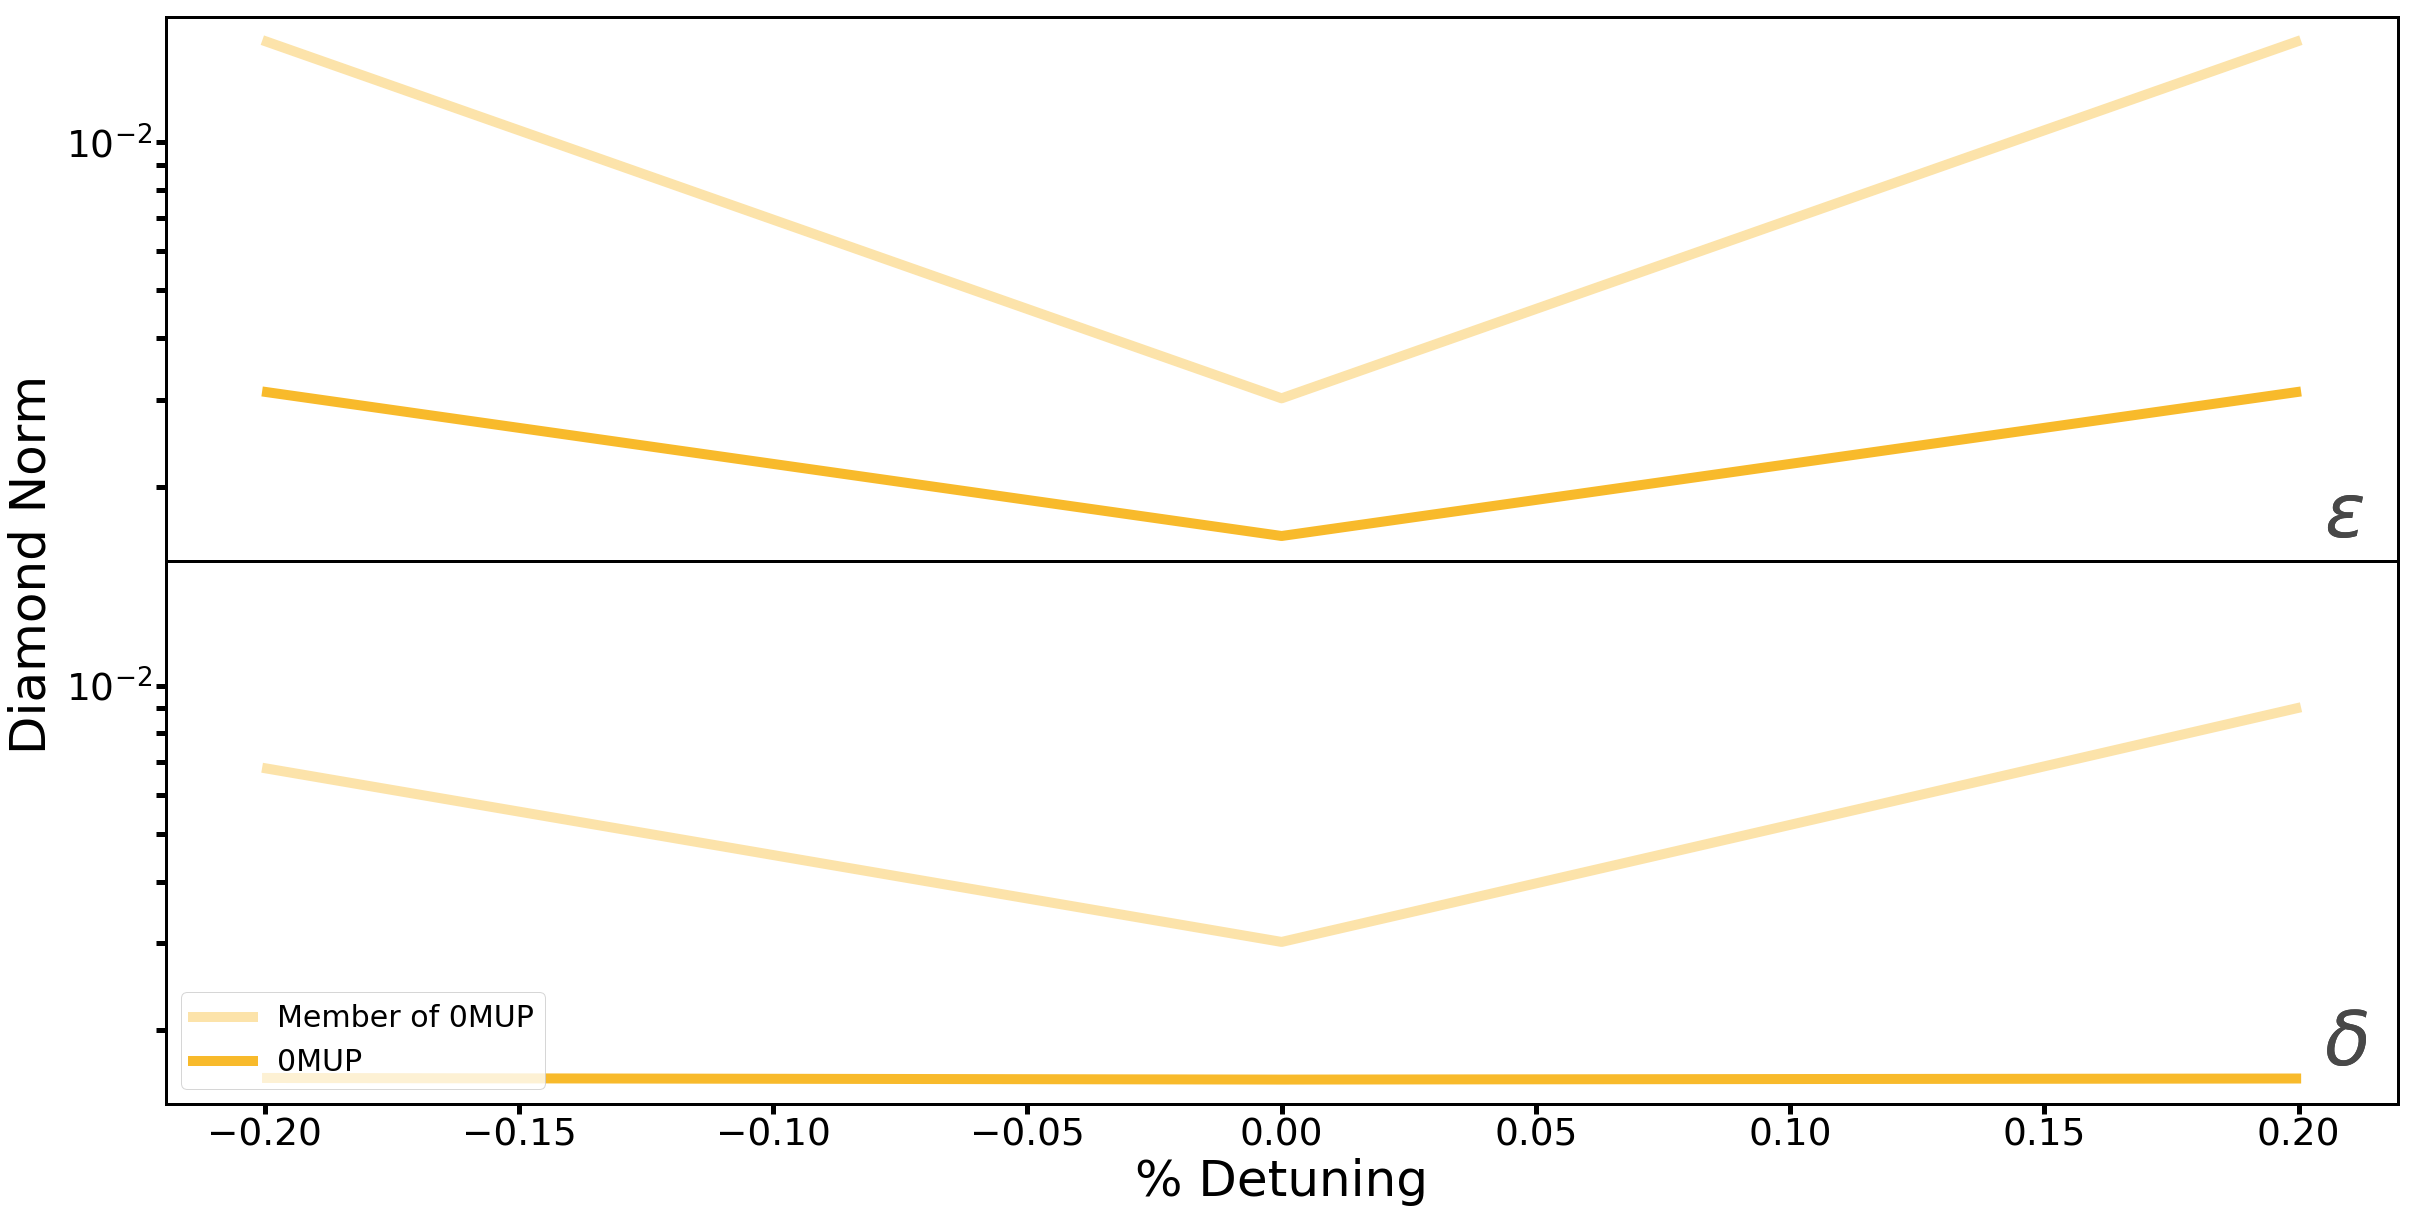 10⁻²
ε
Diamond Norm
10⁻²
Member of 0MUP
0MUP
δ
−0.20 −0.15 −0.10 −0.05 0.00 0.05 0.10 0.15 0.20
% Detuning